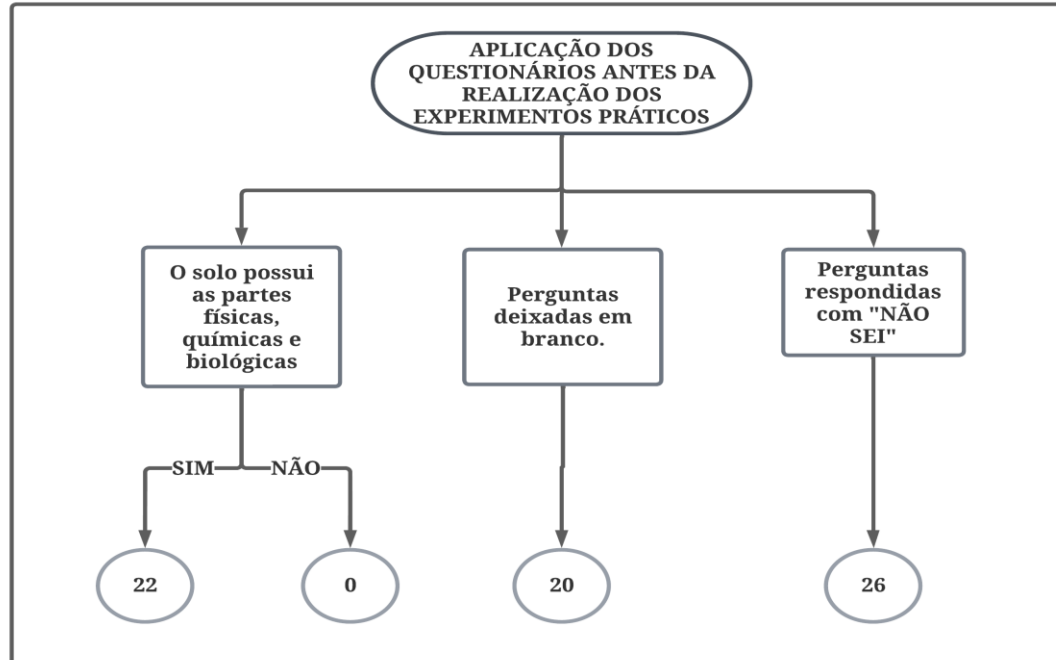 APLICAÇÃO DOS
QUESTIONÁRIOS ANTES DA
REALIZAÇÃO DOS
EXPERIMENTOS PRÁTICOS
O solo possui
as partes
físicas,
químicas e
biológicas
Perguntas
deixadas em
branco.
Perguntas
respondidas
com "NÃO
SEI"
SIM
NÃO
22
0
20
26